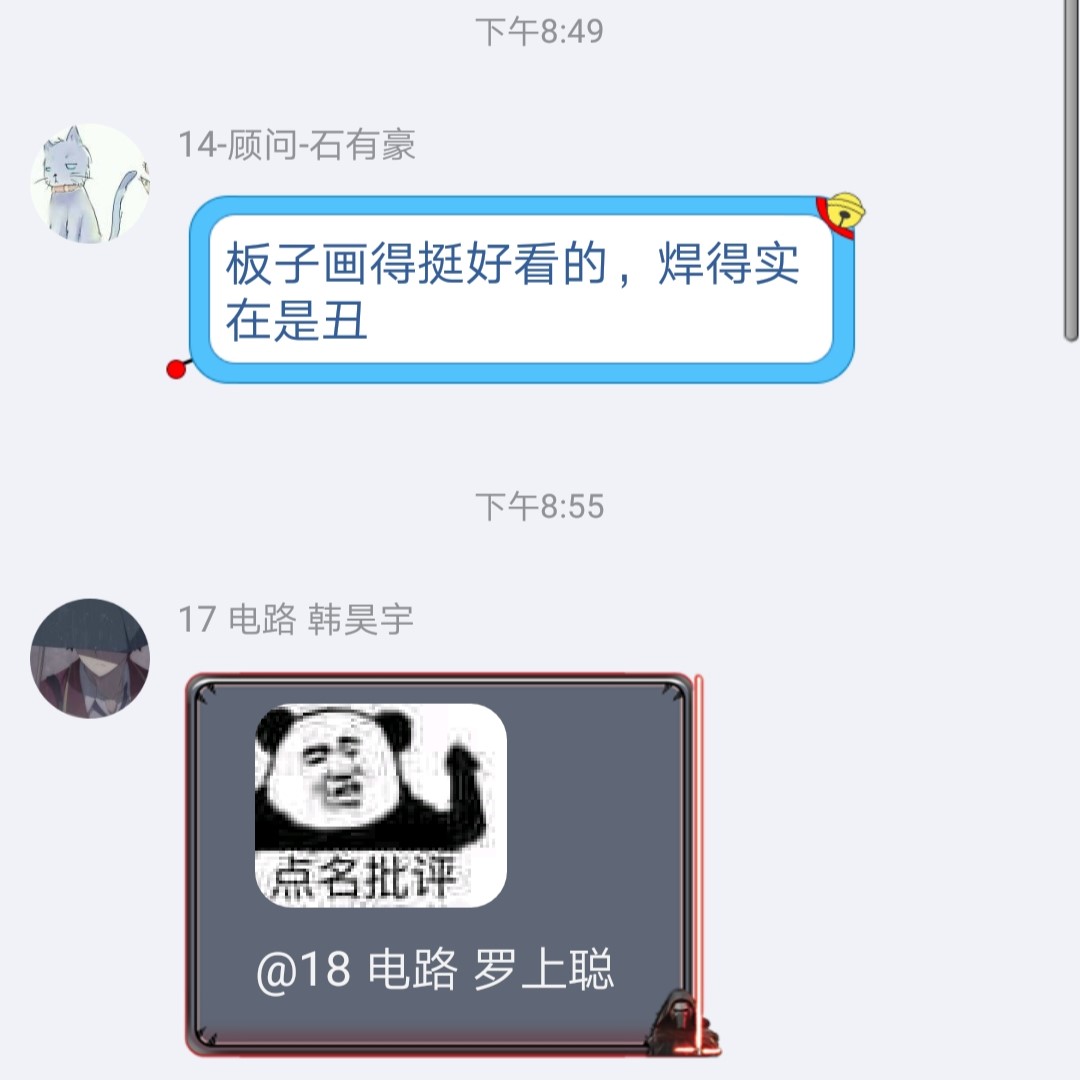 下午8:49
14-顾问-石有豪
板子画得挺好看的，焊得实
在是丑
下午8:55
17 电路 韩昊宇
点名批评
@18 电路 罗上聪